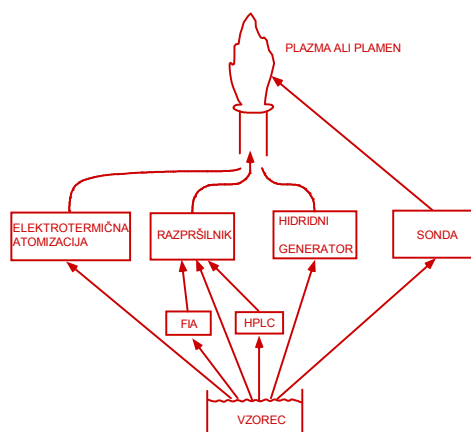 PLAZMA ALI PLAMEN
ELEKTROTERMIČNA
ATOMIZACIJA
RAZPRŠILNIK
HIDRIDNI
GENERATOR
SONDA
FIA
HPLC
VZOREC